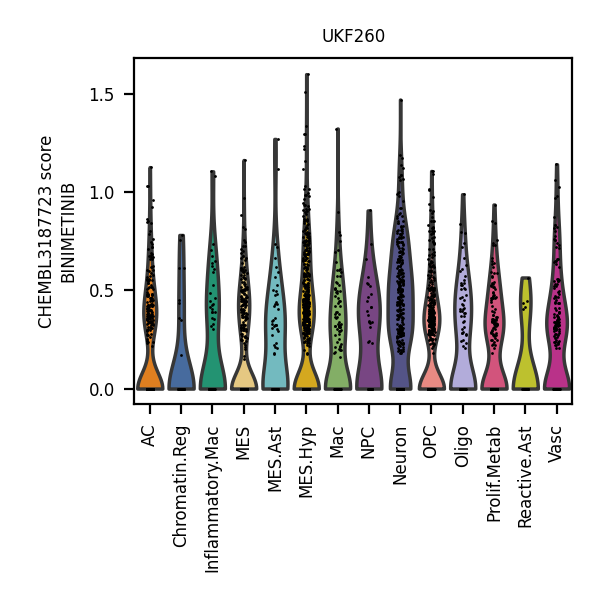 UKF260
CHEMBL3187723 score
BINIMETINIB
1.5
1.0
0.5
0.0
AC
Chromatin.Reg
Inflammatory.Mac
MES
MES.Ast
MES.Hyp
Mac
NPC
Neuron
OPC
Oligo
Prolif.Metab
Reactive.Ast
Vasc